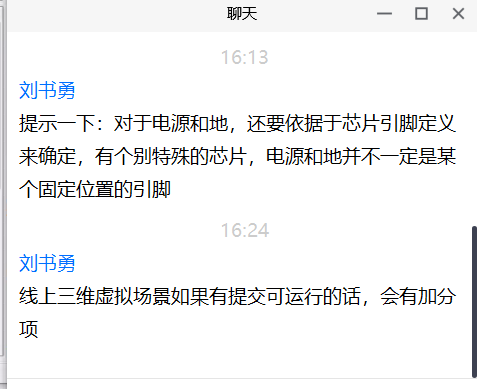 聊天
16:13
刘书勇
提示一下：对于电源和地，还要依据于芯片引脚定义
来确定，有个别特殊的芯片，电源和地并不一定是某
个固定位置的引脚
16:24
刘书勇
线上三维虚拟场景如果有提交可运行的话，会有加分
项